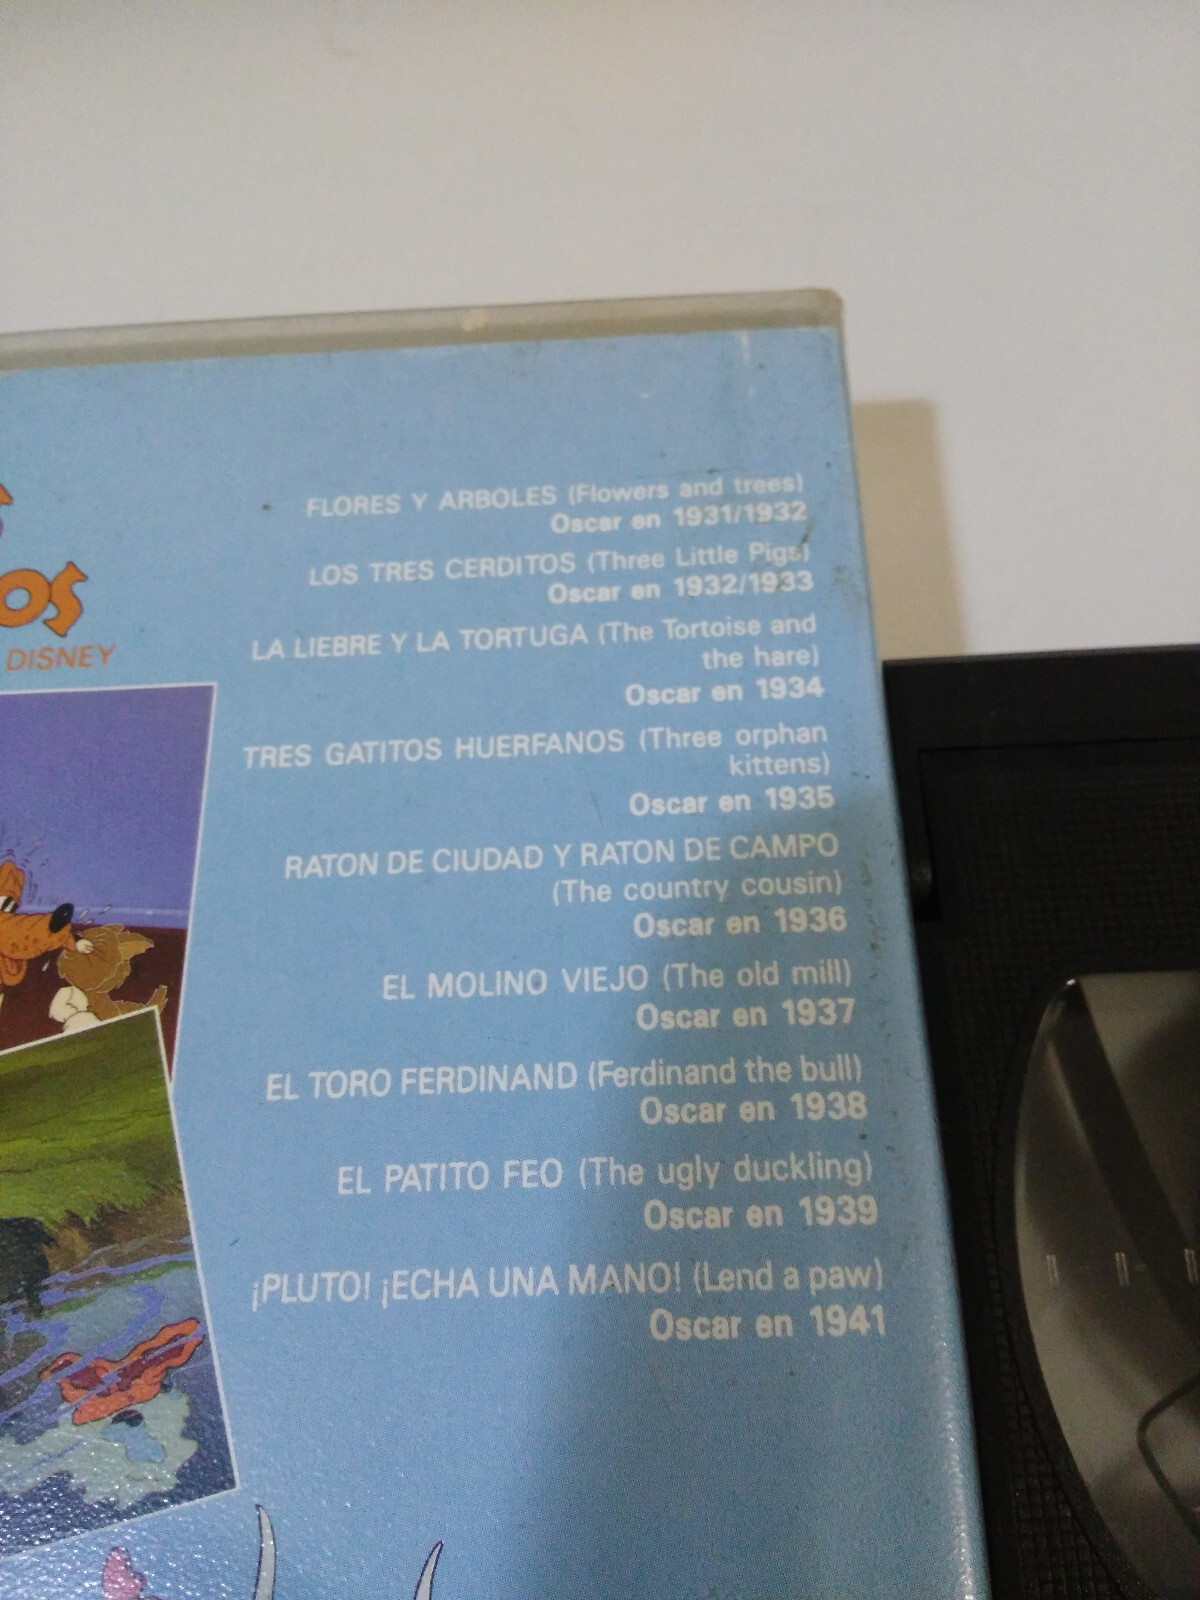 OS
DISNEY
FLORES Y ARBOLES (Flowers and trees)
Oscar en 1931/1932
LOS TRES CERDITOS (Three Little Pigs)
Oscar en 1932/1933
LA LIEBRE Y LA TORTUGA (The Tortoise and
the hare)
Oscar en 1934
TRES GATITOS HUERFANOS (Three orphan
kittens)
Oscar en 1935
RATON DE CIUDAD Y RATON DE CAMPO
(The country cousin)
Oscar en 1936
EL MOLINO VIEJO (The old mill)
Oscar en 1937
EL TORO FERDINAND (Ferdinand the bull)
Oscar en 1938
EL PATITO FEO (The ugly duckling)
Oscar en 1939
¡PLUTO! ¡ECHA UNA MANO! (Lend a paw)
Oscar en 1941